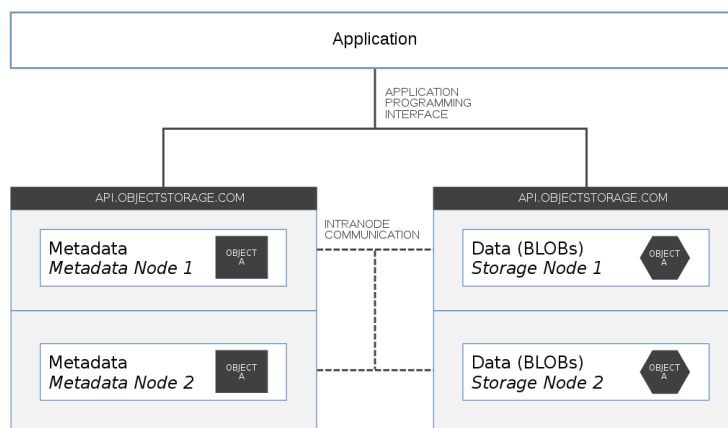 Application
APPLICATION
PROGRAMMING
INTERFACE
API.OBJECTSTORAGE.COM
API.OBJECTSTORAGE.COM
INTRANODE
COMMUNICATION
Metadata
Metadata Node 1
OBJECT
A
Data (BLOBs)
Storage Node 1
OBJECT
A
Metadata
Metadata Node 2
OBJECT
A
Data (BLOBs)
Storage Node 2
OBJECT
A